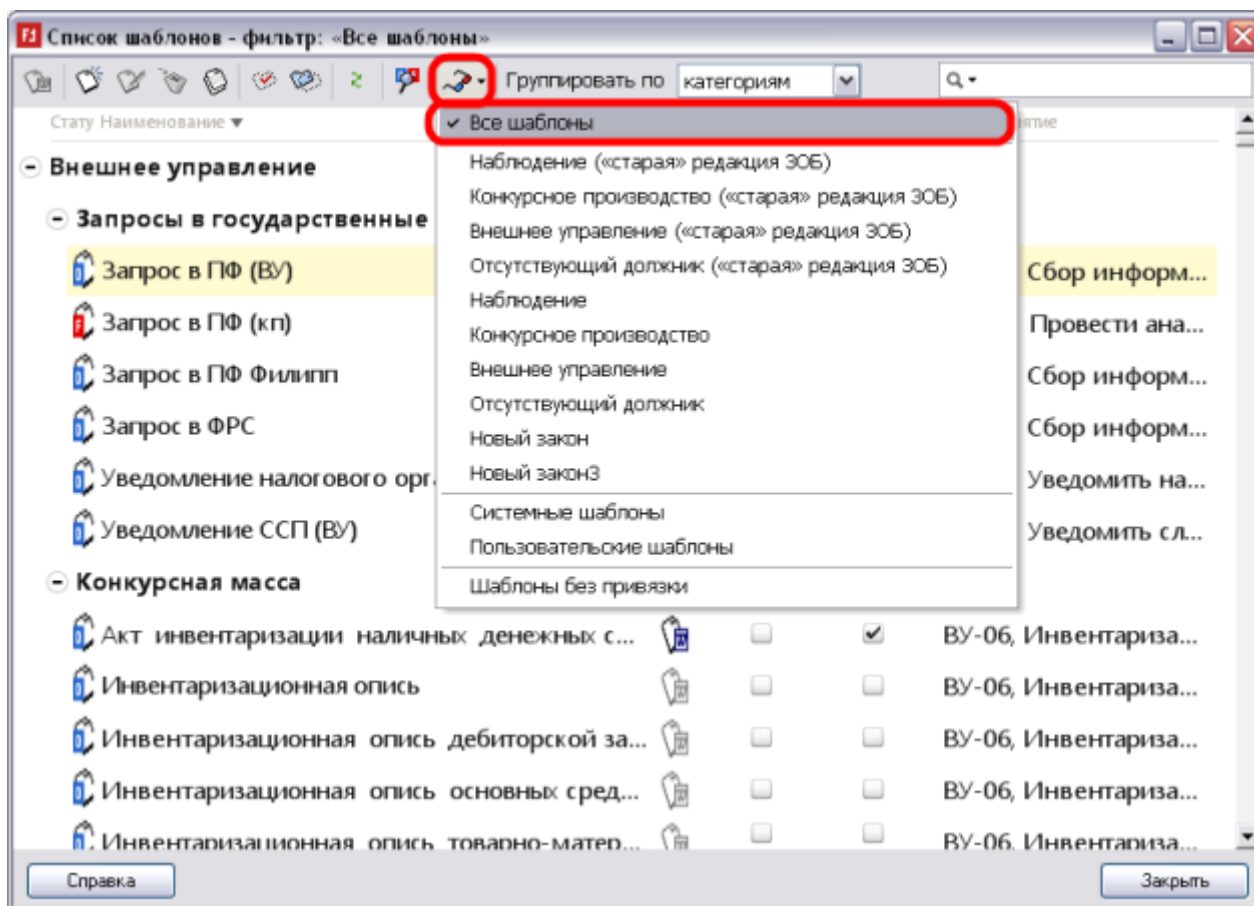 Список шаблонов - фильтр: «Все шаблоны»
Группировать по категориям
Стату Наименование
Все шаблоны
Наблюдение («старая» редакция ЗОБ)
Конкурсное производство («старая» редакция ЗОБ)
Внешнее управление («старая» редакция ЗОБ)
Отсутствующий должник («старая» редакция ЗОБ)
Наблюдение
Конкурсное производство
Внешнее управление
Отсутствующий должник
Новый закон
Новый закон3
Системные шаблоны
Пользовательские шаблоны
Шаблоны без привязки
Внешнее управление
Запросы в государственные
Запрос в ПФ (ВУ) Сбор информ...
Запрос в ПФ (кп) Провести ана...
Запрос в ПФ Филипп Сбор информ...
Запрос в ФРС Сбор информ...
Уведомление налогового орг Уведомить на...
Уведомление ССП (ВУ) Уведомить сл...
Конкурсная масса
Акт инвентаризации наличных денежных с... ВУ-06, Инвентариза...
Инвентаризационная опись ВУ-06, Инвентариза...
Инвентаризационная опись дебиторской за... ВУ-06, Инвентариза...
Инвентаризационная опись основных сред... ВУ-06, Инвентариза...
Инвентаризационная опись товарно-матер... ВУ-06, Инвентариза...
Справка
Закрыть